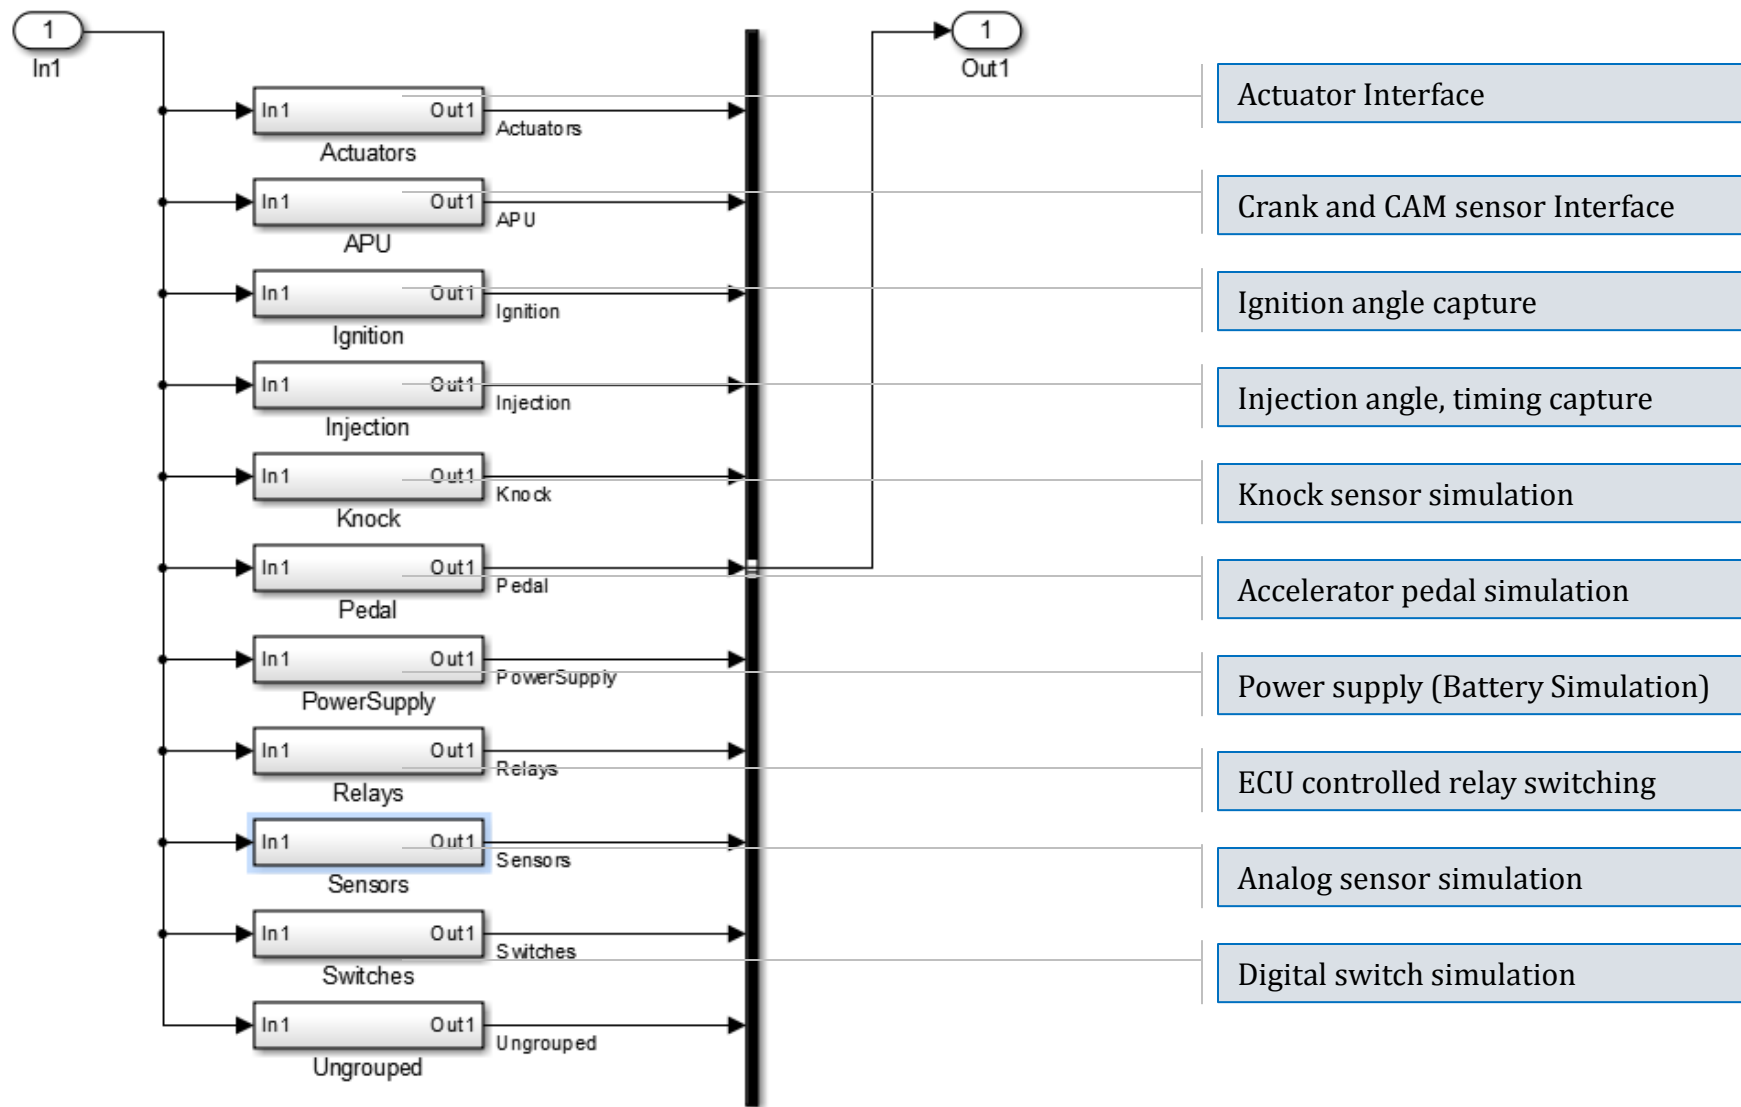 1
In1
1
Out1
In1 Out1
Actuators
Actuators
Actuator Interface
In1 Out1
APU
APU
Crank and CAM sensor Interface
In1 Out1
Ignition
Ignition
Ignition angle capture
In1 Out1
Injection
Injection
Injection angle, timing capture
In1 Out1
Knock
Knock
Knock sensor simulation
In1 Out1
Pedal
Pedal
Accelerator pedal simulation
In1 Out1
PowerSupply
PowerSupply
Power supply (Battery Simulation)
In1 Out1
Relays
Relays
ECU controlled relay switching
In1 Out1
Sensors
Sensors
Analog sensor simulation
In1 Out1
Switches
Switches
Digital switch simulation
In1 Out1
Ungrouped
Ungrouped